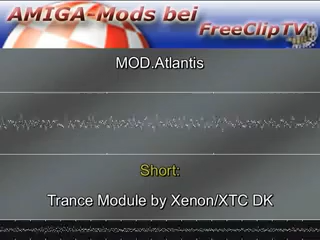 AMIGA-Mods bei
FreeClipTV
MOD.Atlantis
Short:
Trance Module by Xenon/XTC DK